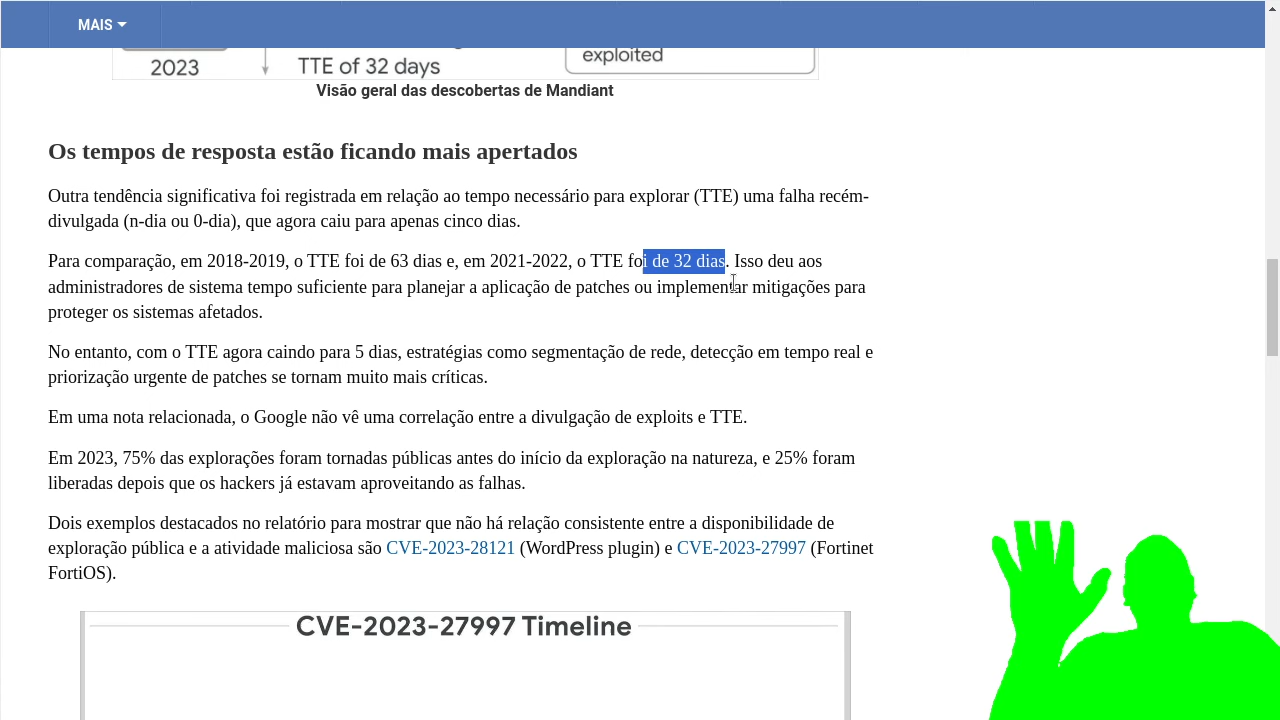 MAIS
exploited
2023
TTE of 32 days
Visão geral das descobertas de Mandiant
Os tempos de resposta estão ficando mais apertados
Outra tendência significativa foi registrada em relação ao tempo necessário para explorar (TTE) uma falha recém-
divulgada (n-dia ou 0-dia), que agora caiu para apenas cinco dias.
Para comparação, em 2018-2019, o TTE foi de 63 dias e, em 2021-2022, o TTE foi de 32 dias. Isso deu aos
administradores de sistema tempo suficiente para planejar a aplicação de patches ou implementar mitigações para
proteger os sistemas afetados.
No entanto, com o TTE agora caindo para 5 dias, estratégias como segmentação de rede, detecção em tempo real e
priorização urgente de patches se tornam muito mais críticas.
Em uma nota relacionada, o Google não vê uma correlação entre a divulgação de exploits e TTE.
Em 2023, 75% das explorações foram tornadas públicas antes do início da exploração na natureza, e 25% foram
liberadas depois que os hackers já estavam aproveitando as falhas.
Dois exemplos destacados no relatório para mostrar que não há relação consistente entre a disponibilidade de
exploração pública e a atividade maliciosa são CVE-2023-28121 (WordPress plugin) e CVE-2023-27997 (Fortinet
FortiOS).
CVE-2023-27997 Timeline